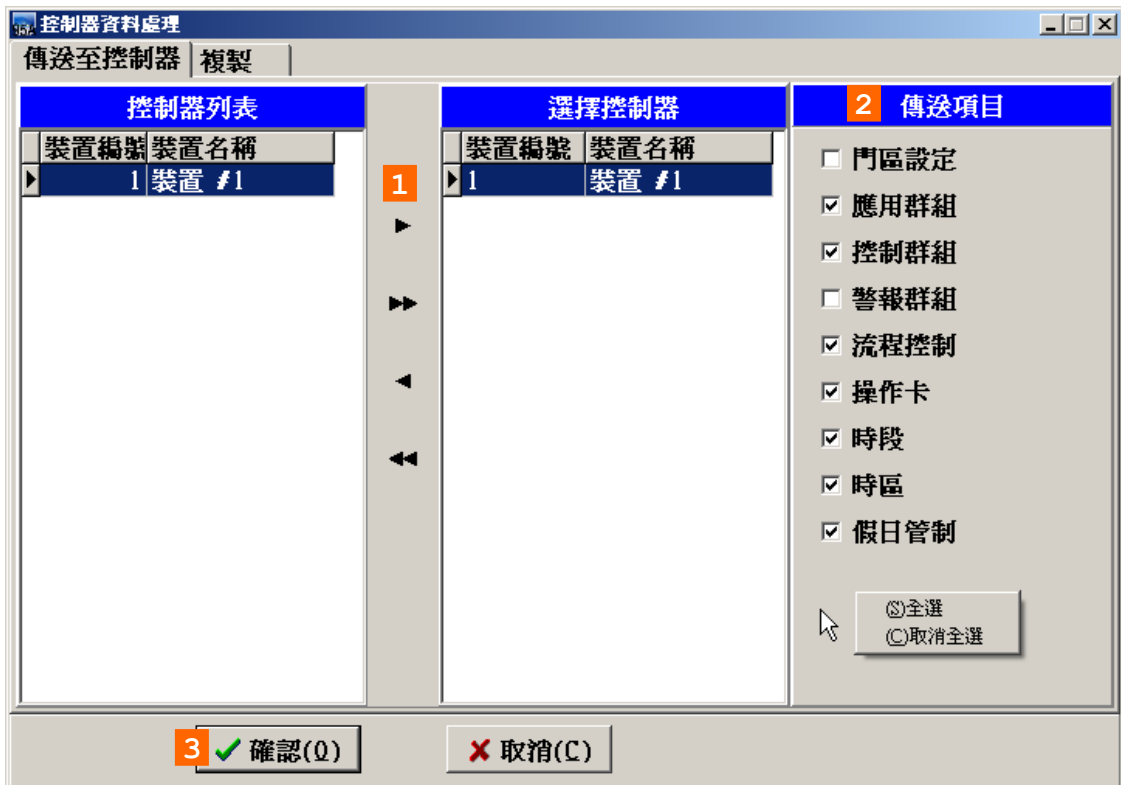 控制器資料處理
傳送至控制器 複製
控制器列表
裝置編號 裝置名稱
1 裝置 #1
1
選擇控制器
裝置編號 裝置名稱
1 裝置 #1
2 傳送項目
門區設定
應用群組
控制群組
警報群組
流程控制
操作卡
時段
時區
假日管制
(S)全選
(C)取消全選
3 確認(O) 取消(C)